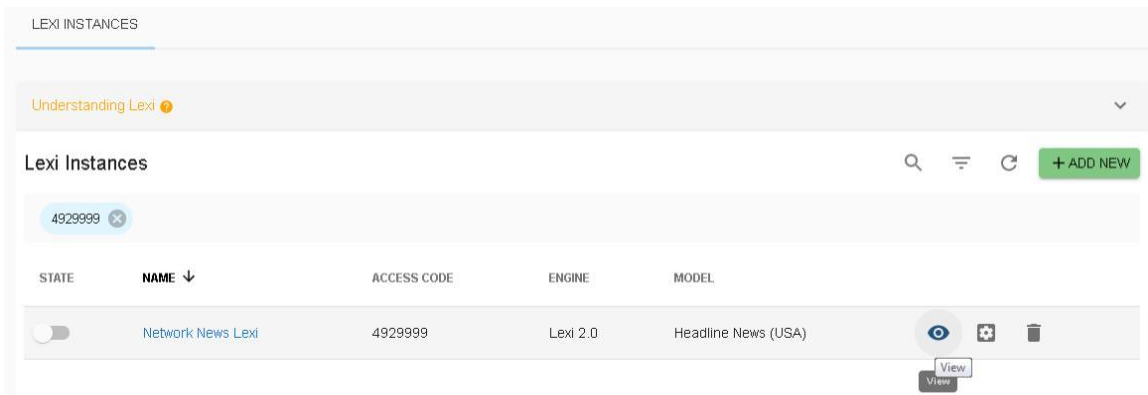 LEXI INSTANCES
Understanding Lexi ?
Lexi Instances
+ ADD NEW
4929999
STATE NAME ACCESS CODE ENGINE MODEL
Network News Lexi 4929999 Lexi 2.0 Headline News (USA)
View
View